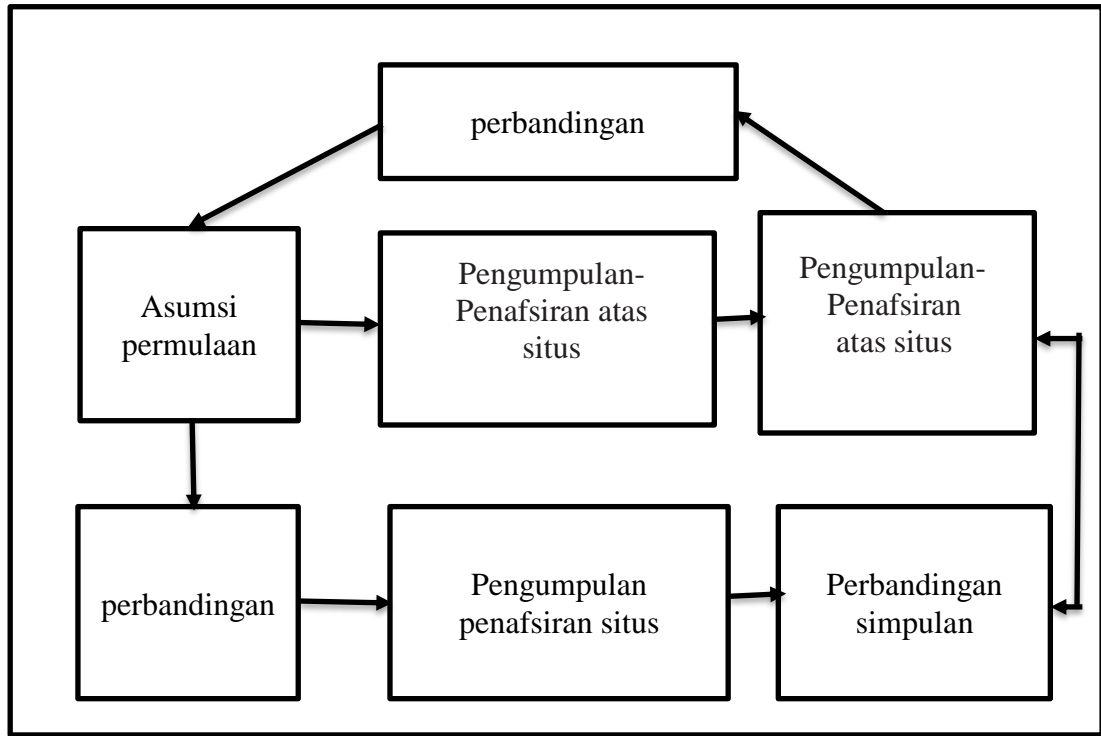 perbandingan
Asumsi
permulaan
Pengumpulan-
Penafsiran atas
situs
Pengumpulan-
Penafsiran
atas situs
perbandingan
Pengumpulan
penafsiran situs
Perbandingan
simpulan